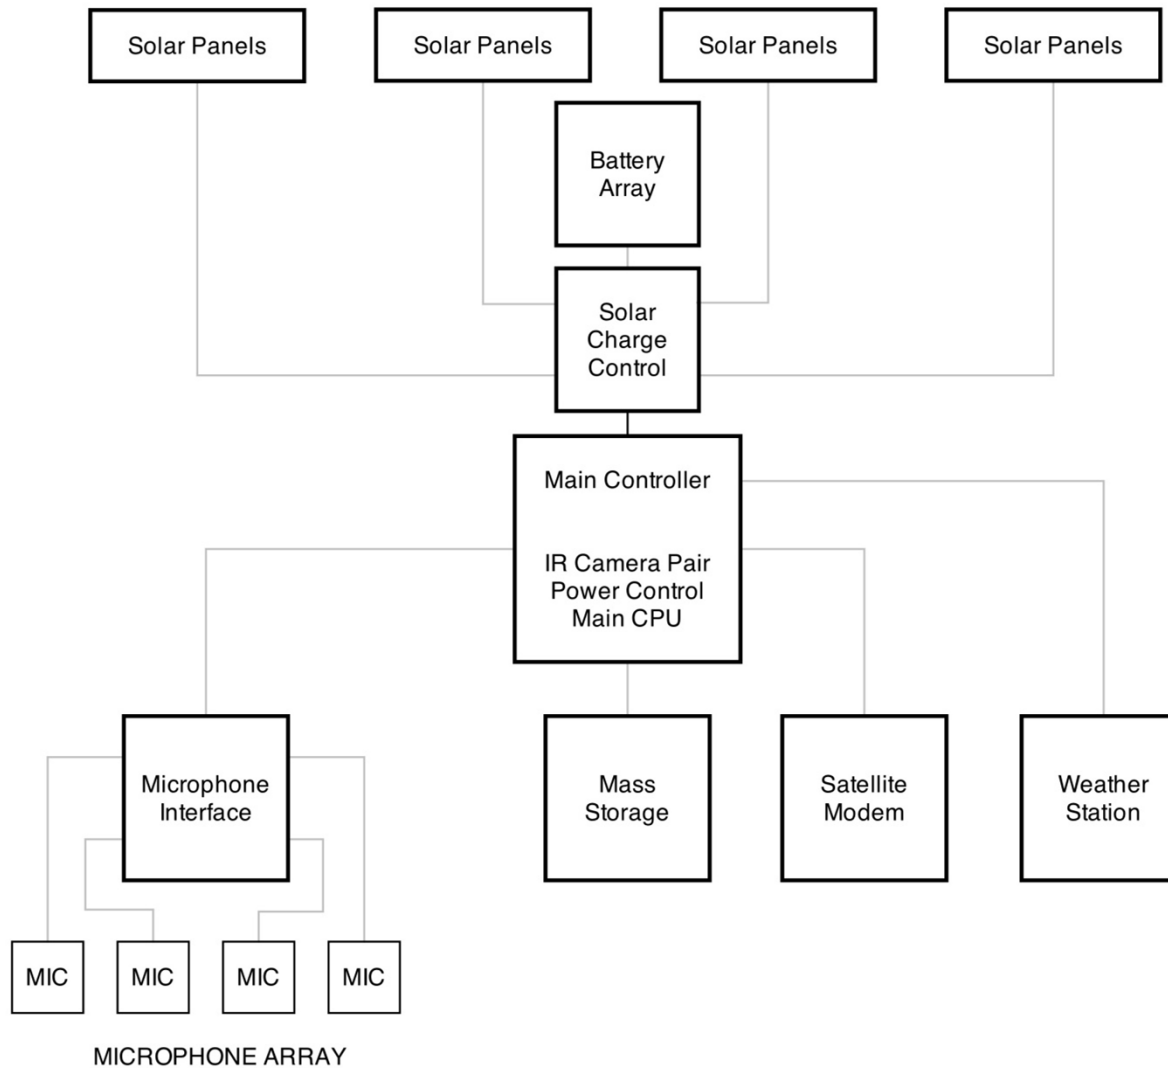 Solar Panels
Solar Panels
Solar Panels
Solar Panels
Battery
Array
Solar
Charge
Control
Main Controller
IR Camera Pair
Power Control
Main CPU
Microphone
Interface
Mass
Storage
Satellite
Modem
Weather
Station
MIC
MIC
MIC
MIC
MICROPHONE ARRAY